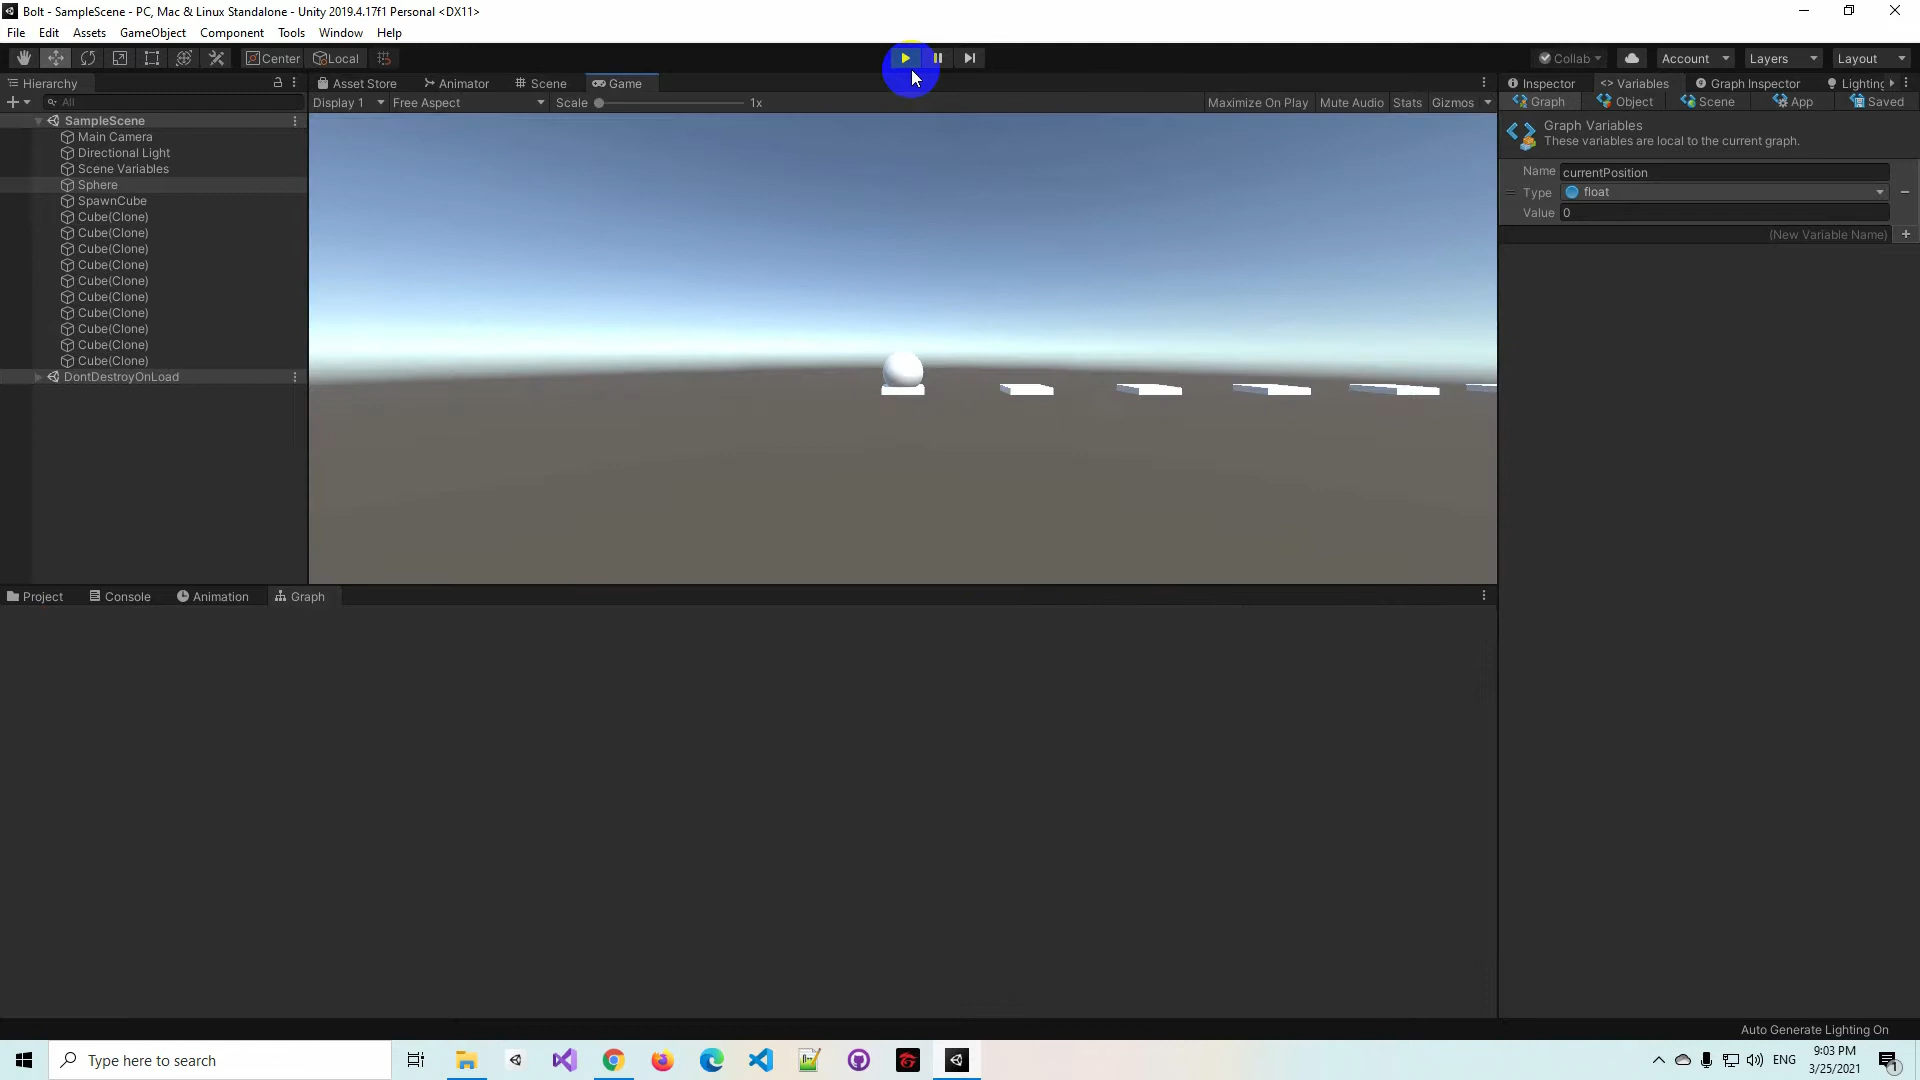 Bolt - SampleScene - PC, Mac & Linux Standalone - Unity 2019.4.17f1 Personal <DX11>
File Edit Assets GameObject Component Tools Window Help
Center Local Collab Account Layers Layout
Hierarchy
All
SampleScene
Main Camera
Directional Light
Scene Variables
Sphere
SpawnCube
Cube(Clone)
Cube(Clone)
Cube(Clone)
Cube(Clone)
Cube(Clone)
Cube(Clone)
Cube(Clone)
Cube(Clone)
Cube(Clone)
Cube(Clone)
DontDestroyOnLoad
Asset Store Animator Scene Game
Display 1 Free Aspect Scale 1x Maximize On Play Mute Audio Stats Gizmos
Inspector Variables Graph Inspector Lighting
Graph Object Scene App Saved
Graph Variables
These variables are local to the current graph.
Name currentPosition
Type float
Value 0
(New Variable Name)
Project Console Animation Graph
Auto Generate Lighting On
Type here to search
ENG
9:03 PM
3/25/2021
1